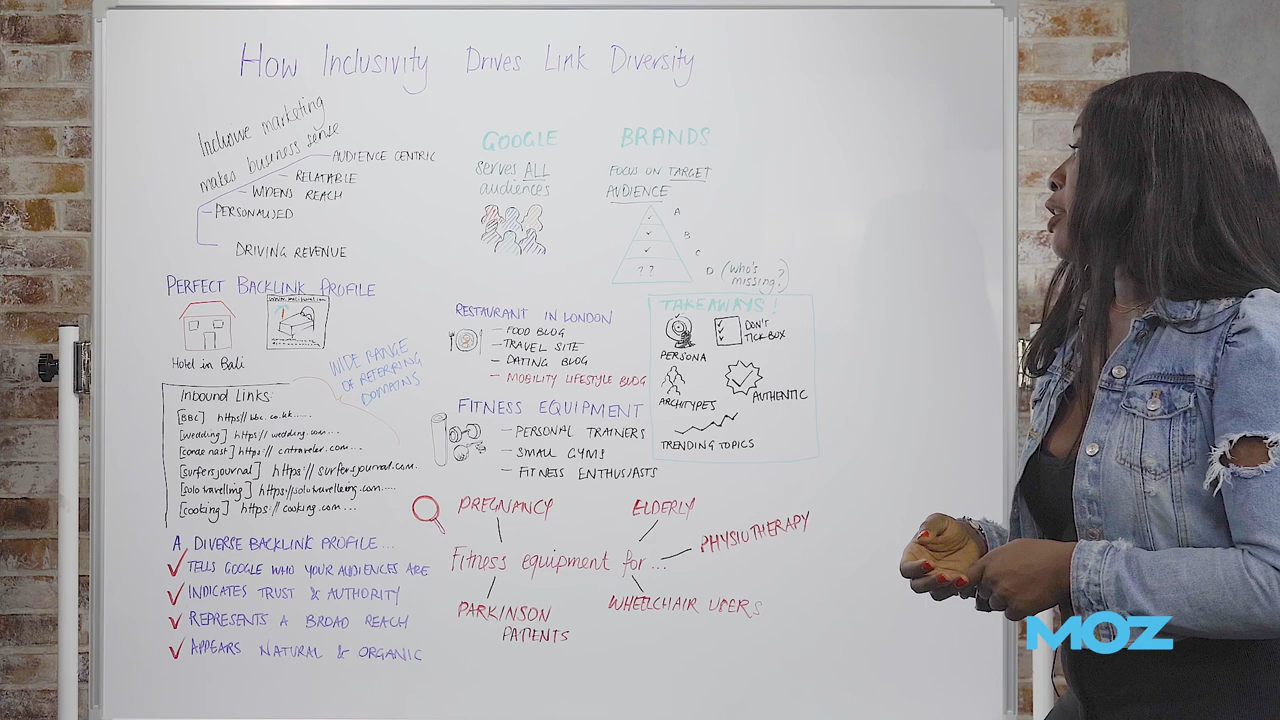 How Inclusivity Drives Link Diversity
Inclusive marketing
makes business sense
AUDIENCE CENTRIC
RELATABLE
WIDENS REACH
PERSONALISED
DRIVING REVENUE
GOOGLE
Serves ALL
audiences
BRANDS
FOCUS ON TARGET
AUDIENCE
A
B
C
? ?
D (Who's
missing?)
PERFECT BACKLINK PROFILE
Hotel in Bali
WIDE RANGE
OF REFERRING
DOMAINS
Inbound Links:
[BBC] https// bbc.co.uk.....
[wedding] https// wedding.com...
[conde nast] https:// cntraveler.com...
[surfersjournal] https// surfersjournal.com..
[solo travelling] https//solotravelleing.com.....
[cooking] https:// cooking.com...
A DIVERSE BACKLINK PROFILE...
✓ TELLS GOOGLE WHO YOUR AUDIENCES ARE
✓ INDICATES TRUST & AUTHORITY
✓ REPRESENTS A BROAD REACH
✓ APPEARS NATURAL & ORGANIC
RESTAURANT IN LONDON
– FOOD BLOG
– TRAVEL SITE
– DATING BLOG
– MOBILITY LIFESTYLE BLOG
FITNESS EQUIPMENT
– PERSONAL TRAINERS
– SMALL GYMS
– FITNESS ENTHUSIASTS
TAKEAWAYS!
PERSONA
DON'T
TICK BOX
ARCHITYPES
AUTHENTIC
TRENDING TOPICS
PREGNANCY
ELDERLY
PHYSIOTHERAPY
Fitness equipment for...
PARKINSON
PATIENTS
WHEELCHAIR USERS
MOZ